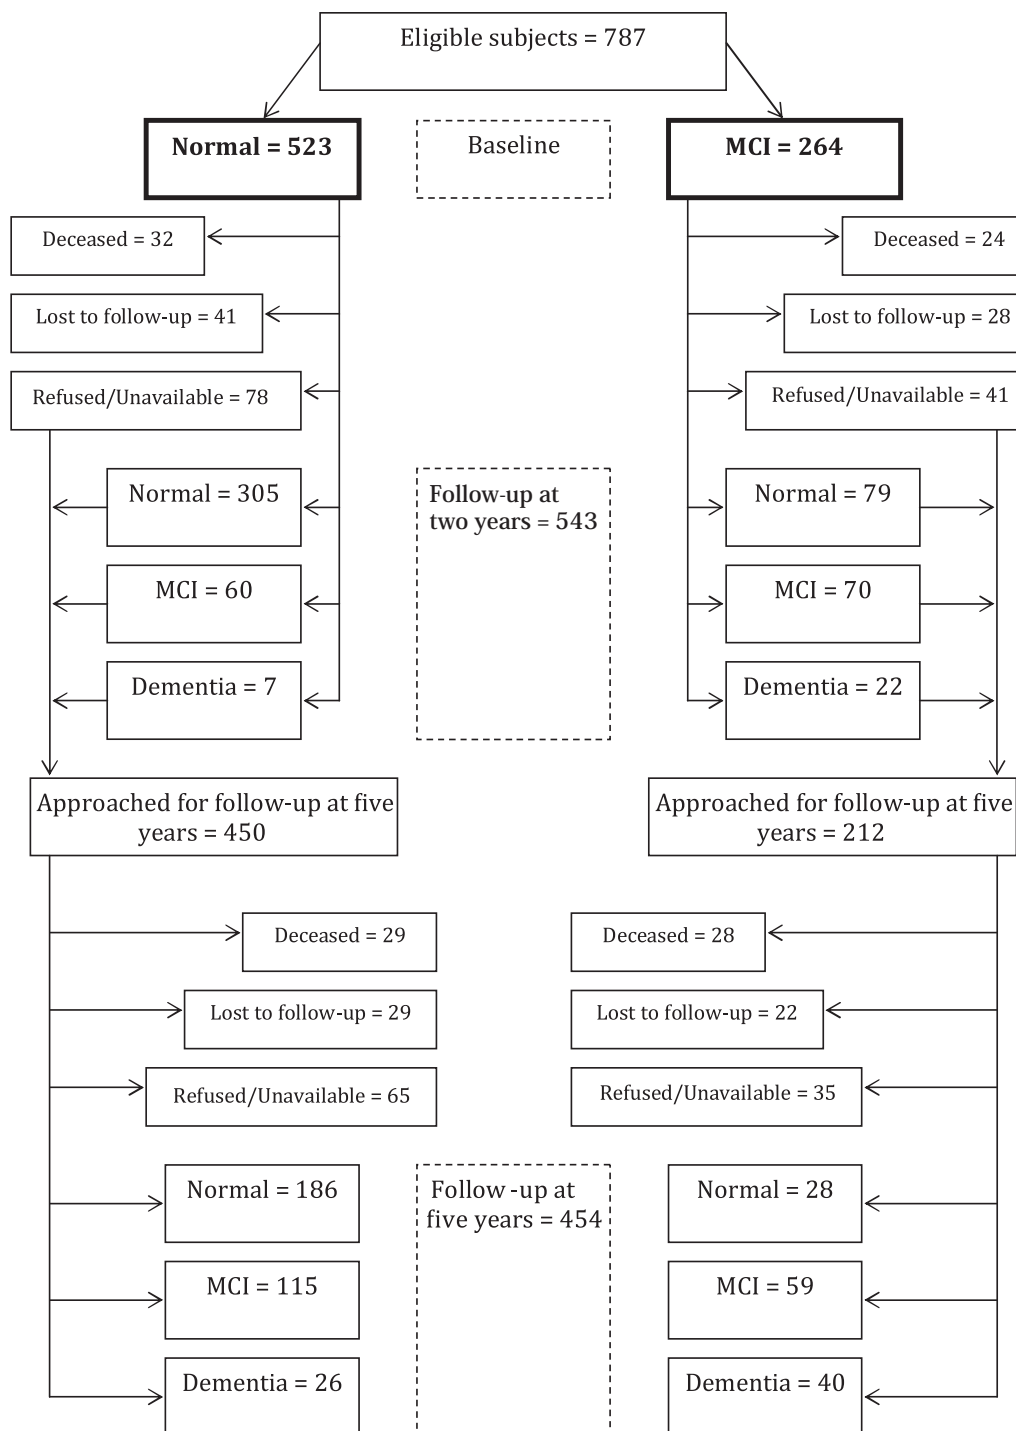 Eligible subjects = 787
Normal = 523
Baseline
MCI = 264
Deceased = 32
Deceased = 24
Lost to follow-up = 41
Lost to follow-up = 28
Refused/Unavailable = 78
Refused/Unavailable = 41
Normal = 305
Follow-up at
two years = 543
Normal = 79
MCI = 60
MCI = 70
Dementia = 7
Dementia = 22
Approached for follow-up at five
years = 450
Approached for follow-up at five
years = 212
Deceased = 29
Deceased = 28
Lost to follow-up = 29
Lost to follow-up = 22
Refused/Unavailable = 65
Refused/Unavailable = 35
Normal = 186
Follow -up at
five years = 454
Normal = 28
MCI = 115
MCI = 59
Dementia = 26
Dementia = 40